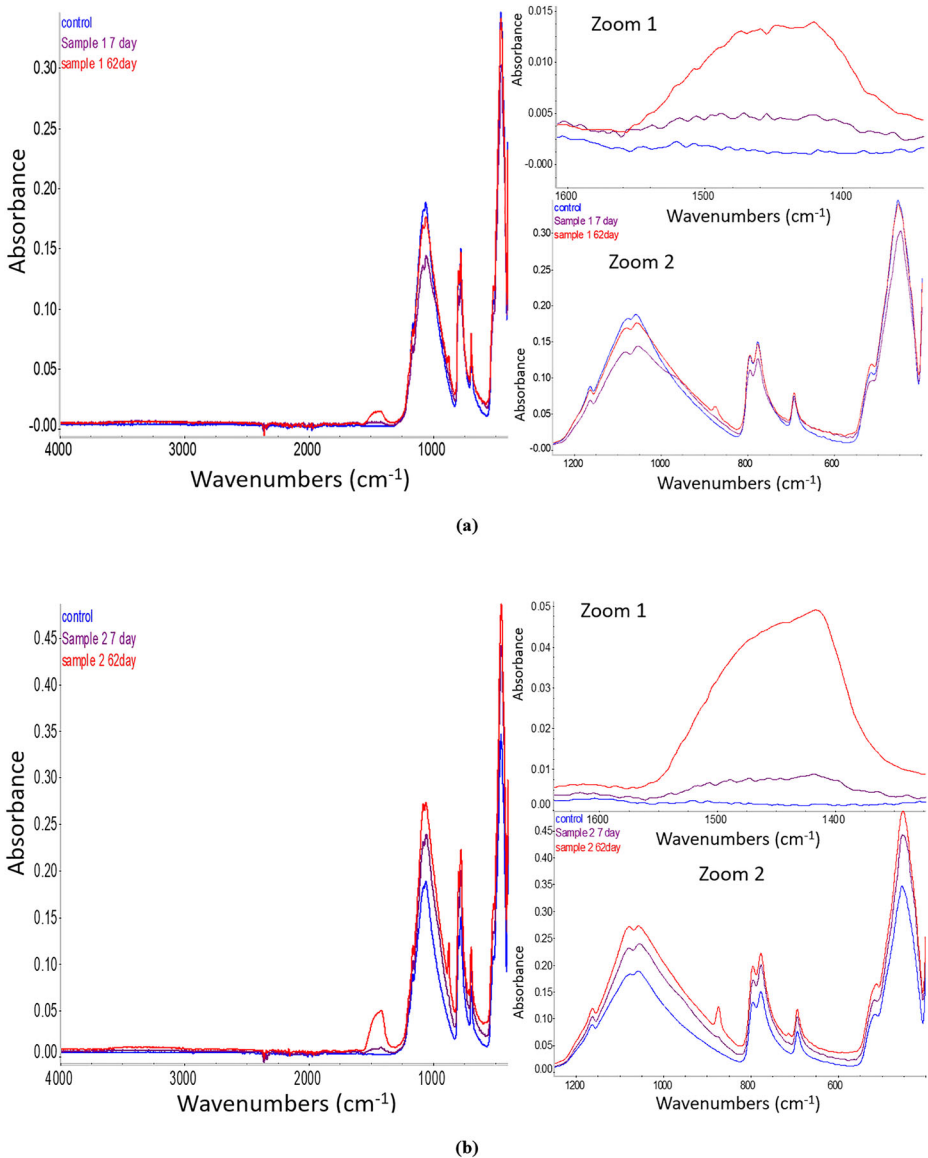 control
Sample 1 7 day
sample 1 62day
0.30
0.25
0.20
0.15
0.10
0.05
-0.00
Absorbance
4000
3000
2000
1000
Wavenumbers (cm-1)
Zoom 1
0.015
0.010
0.005
-0.000
Absorbance
1600
1500
1400
Wavenumbers (cm-1)
control
Sample 1 7 day
sample 1 62day
Zoom 2
0.30
0.25
0.20
0.15
0.10
0.05
-0.00
Absorbance
1200
1000
800
600
Wavenumbers (cm-1)
(a)
control
Sample 2 7 day
sample 2 62day
0.45
0.40
0.35
0.30
0.25
0.20
0.15
0.10
0.05
0.00
Absorbance
4000
3000
2000
1000
Wavenumbers (cm-1)
Zoom 1
0.05
0.04
0.03
0.02
0.01
0.00
Absorbance
1600
1500
1400
Wavenumbers (cm-1)
control
Sample 2 7 day
sample 2 62day
Zoom 2
0.45
0.40
0.35
0.30
0.25
0.20
0.15
0.10
0.05
0.00
Absorbance
1200
1000
800
600
Wavenumbers (cm-1)
(b)